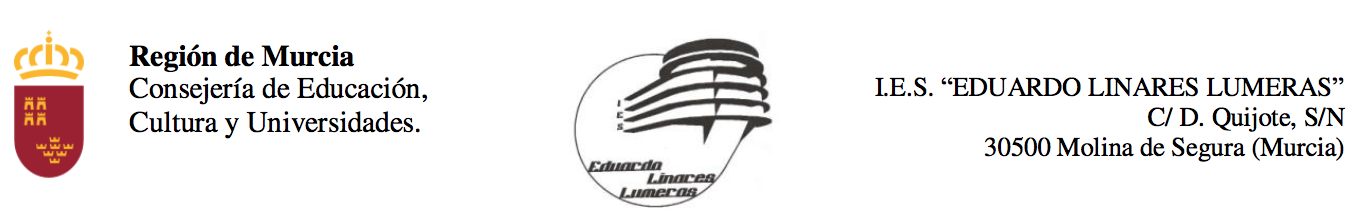 Región de Murcia
Consejería de Educación,
Cultura y Universidades.
I
E
S
Eduardo
Linares
Lumeras
I.E.S. “EDUARDO LINARES LUMERAS”
C/ D. Quijote, S/N
30500 Molina de Segura (Murcia)